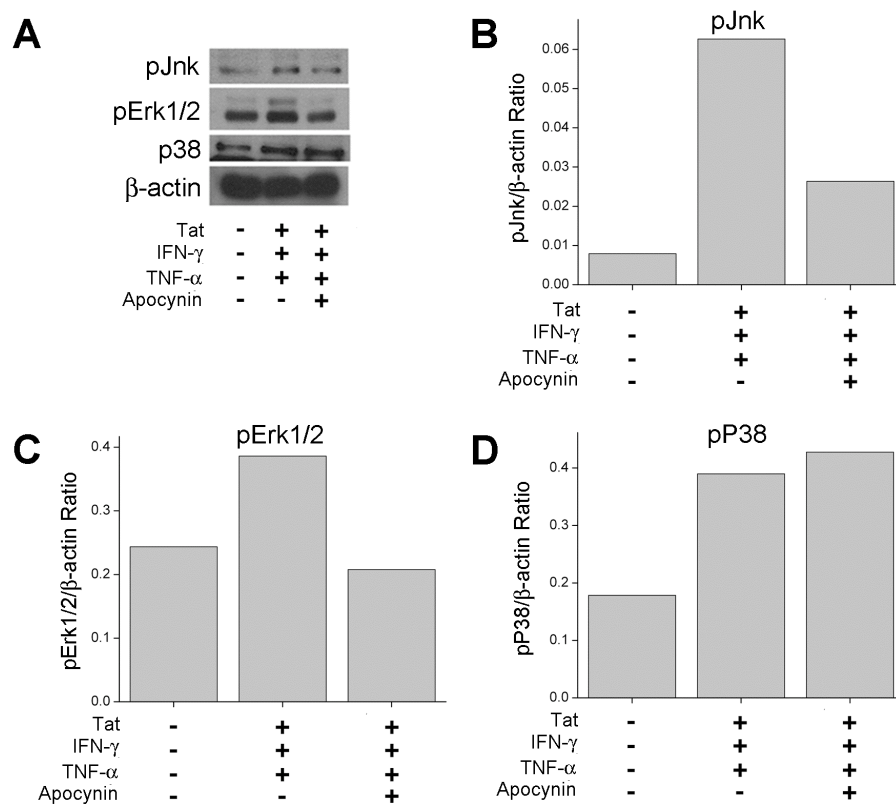 A
pJnk
pErk1/2
p38
β-actin
Tat - + +
IFN-γ - + +
TNF-α - + +
Apocynin - - +
B
pJnk
pJnk/β-actin Ratio
0.06
0.05
0.04
0.03
0.02
0.01
0.00
Tat - + +
IFN-γ - + +
TNF-α - + +
Apocynin - - +
C
pErk1/2
pErk1/2/β-actin Ratio
0.4
0.3
0.2
0.1
0.0
Tat - + +
IFN-γ - + +
TNF-α - + +
Apocynin - - +
D
pP38
pP38/β-actin Ratio
0.4
0.3
0.2
0.1
0.0
Tat - + +
IFN-γ - + +
TNF-α - + +
Apocynin - - +